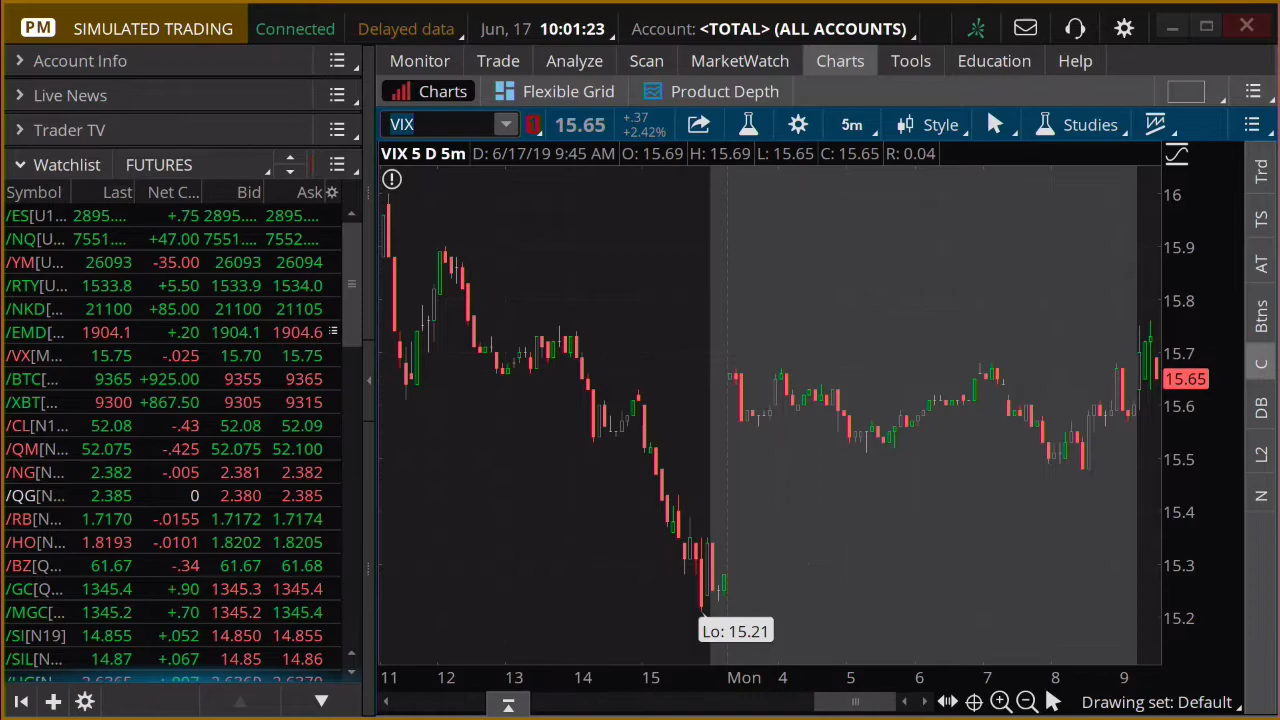 PM SIMULATED TRADING Connected Delayed data Jun, 17 10:01:23 Account: <TOTAL> (ALL ACCOUNTS)
Account Info
Live News
Trader TV
Watchlist FUTURES
Symbol Last Net C... Bid Ask
/ES[U1... 2895.... +.75 2895.... 2895....
/NQ[U... 7551.... +47.00 7551.... 7552....
/YM[U... 26093 -35.00 26093 26094
/RTY[U... 1533.8 +5.50 1533.9 1534.0
/NKD[U... 21100 +85.00 21100 21105
/EMD[... 1904.1 +.20 1904.1 1904.6
/VX[M... 15.75 -.025 15.70 15.75
/BTC[... 9365 +925.00 9355 9365
/XBT[... 9300 +867.50 9305 9315
/CL[N1... 52.08 -.43 52.08 52.09
/QM[N... 52.075 -.425 52.075 52.100
/NG[N... 2.382 -.005 2.381 2.382
/QG[N... 2.385 0 2.380 2.385
/RB[N... 1.7170 -.0155 1.7172 1.7174
/HO[N... 1.8193 -.0101 1.8202 1.8205
/BZ[Q... 61.67 -.34 61.67 61.68
/GC[Q... 1345.4 +.90 1345.3 1345.4
/MGC[... 1345.4 +.70 1345.2 1345.4
/SI[N19] 14.855 +.052 14.850 14.855
/SIL[N... 14.87 +.067 14.85 14.86
Monitor Trade Analyze Scan MarketWatch Charts Tools Education Help
Charts Flexible Grid Product Depth
VIX 1 15.65 +.37
+2.42% 5m Style Studies
VIX 5 D 5m D: 6/17/19 9:45 AM O: 15.69 H: 15.69 L: 15.65 C: 15.65 R: 0.04
16
15.9
15.8
15.7
15.65
15.6
15.5
15.4
15.3
15.2
Lo: 15.21
11 12 13 14 15 Mon 4 5 6 7 8 9
Drawing set: Default
Trd
TS
AT
Btns
C
DB
L2
N